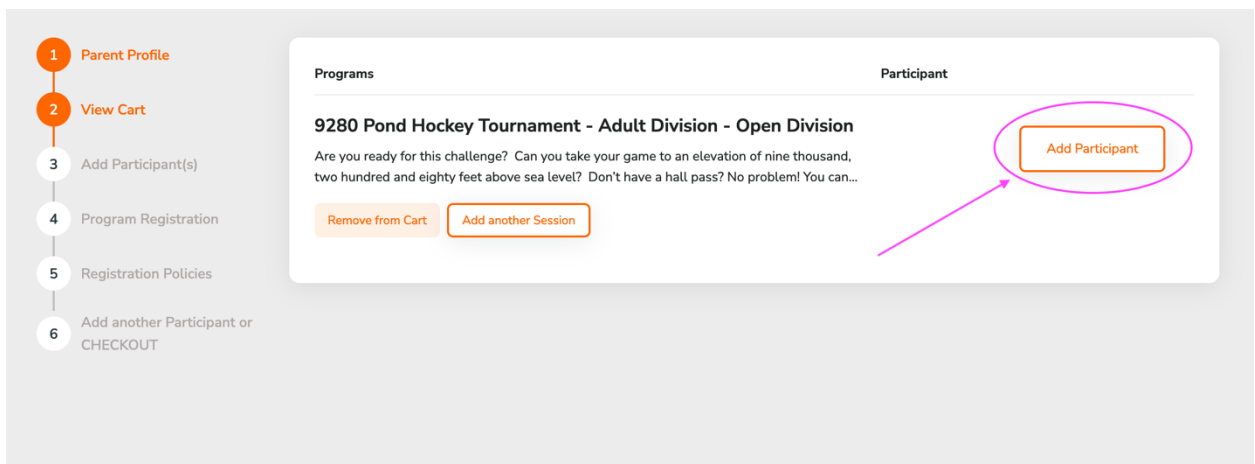 1 Parent Profile
2 View Cart
3 Add Participant(s)
4 Program Registration
5 Registration Policies
6 Add another Participant or
CHECKOUT
Programs Participant
9280 Pond Hockey Tournament - Adult Division - Open Division
Are you ready for this challenge? Can you take your game to an elevation of nine thousand,
two hundred and eighty feet above sea level? Don't have a hall pass? No problem! You can...
Remove from Cart Add another Session
Add Participant